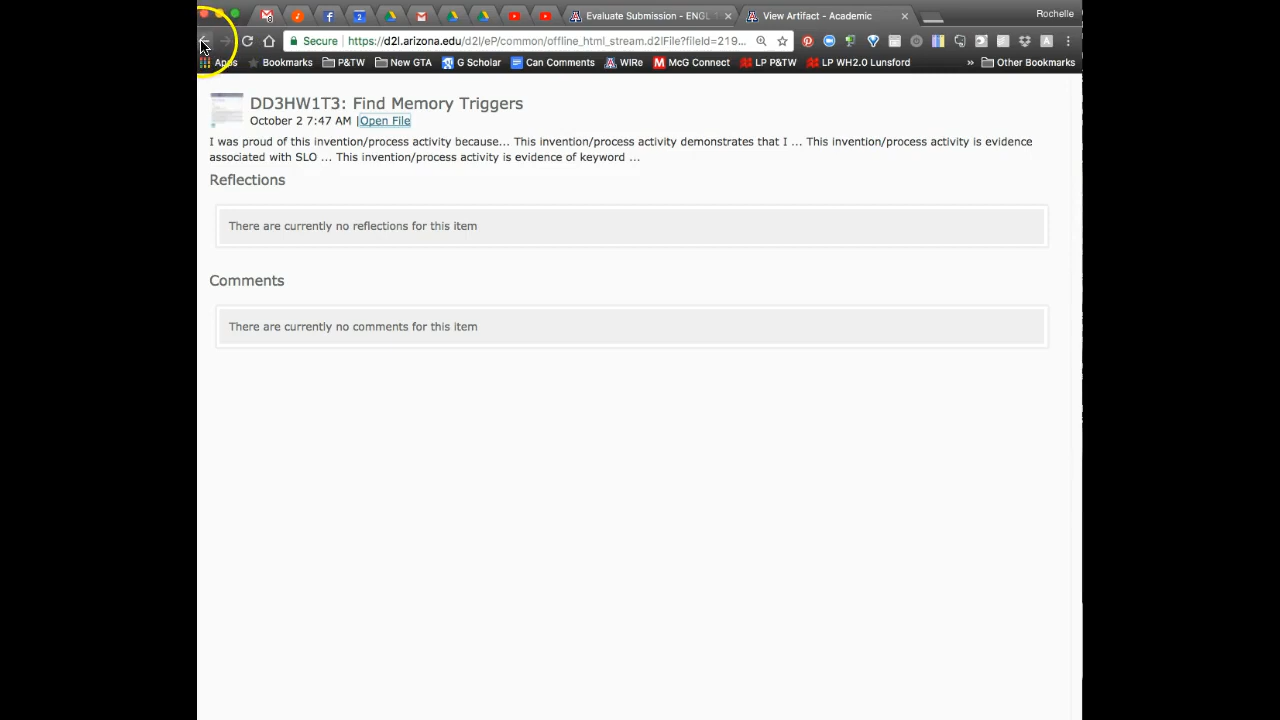 Evaluate Submission - ENGL
View Artifact - Academic
Rochelle
Secure
https://d2l.arizona.edu/d2l/eP/common/offline_html_stream.d2lFile?fileId=219...
Apps
Bookmarks
P&TW
New GTA
G Scholar
Can Comments
WIRe
McG Connect
LP P&TW
LP WH2.0 Lunsford
»
Other Bookmarks
DD3HW1T3: Find Memory Triggers
October 2 7:47 AM | Open File
I was proud of this invention/process activity because... This invention/process activity demonstrates that I ... This invention/process activity is evidence
associated with SLO ... This invention/process activity is evidence of keyword ...
Reflections
There are currently no reflections for this item
Comments
There are currently no comments for this item